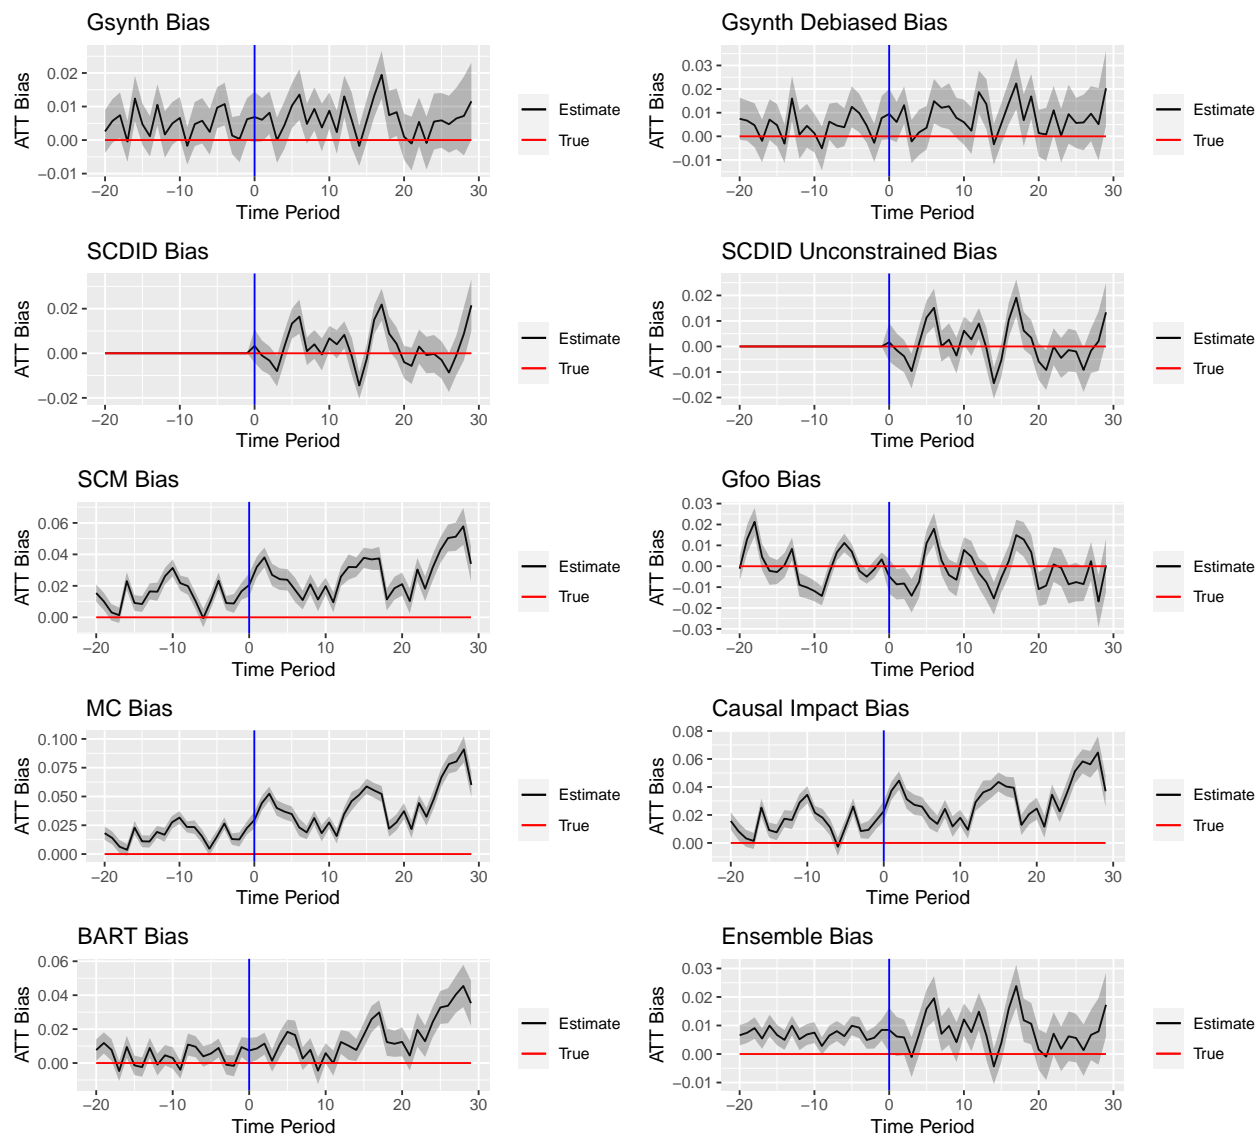 Gsynth Bias
ATT Bias
0.02
0.01
0.00
−0.01
−20 −10 0 10 20 30
Time Period
Estimate
True
Gsynth Debiased Bias
ATT Bias
0.03
0.02
0.01
0.00
−0.01
−20 −10 0 10 20 30
Time Period
Estimate
True
SCDID Bias
ATT Bias
0.02
0.00
−0.02
−20 −10 0 10 20 30
Time Period
Estimate
True
SCDID Unconstrained Bias
ATT Bias
0.02
0.01
0.00
−0.01
−0.02
−20 −10 0 10 20 30
Time Period
Estimate
True
SCM Bias
ATT Bias
0.06
0.04
0.02
0.00
−20 −10 0 10 20 30
Time Period
Estimate
True
Gfoo Bias
ATT Bias
0.03
0.02
0.01
0.00
−0.01
−0.02
−0.03
−20 −10 0 10 20 30
Time Period
Estimate
True
MC Bias
ATT Bias
0.100
0.075
0.050
0.025
0.000
−20 −10 0 10 20 30
Time Period
Estimate
True
Causal Impact Bias
ATT Bias
0.08
0.06
0.04
0.02
0.00
−20 −10 0 10 20 30
Time Period
Estimate
True
BART Bias
ATT Bias
0.06
0.04
0.02
0.00
−20 −10 0 10 20 30
Time Period
Estimate
True
Ensemble Bias
ATT Bias
0.03
0.02
0.01
0.00
−0.01
−20 −10 0 10 20 30
Time Period
Estimate
True